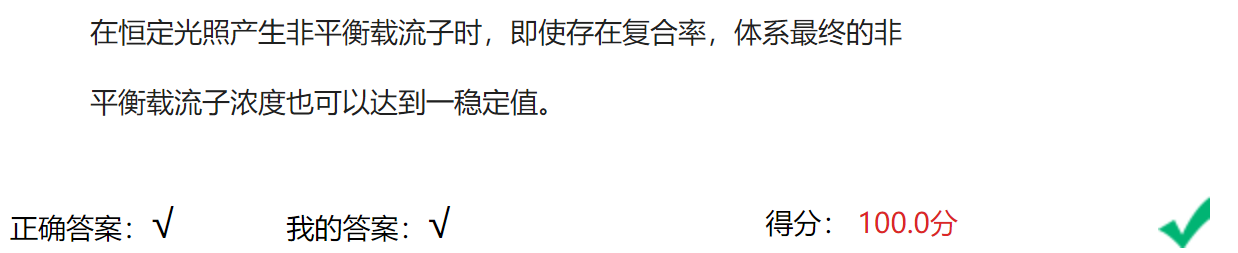 在恒定光照产生非平衡载流子时，即使存在复合率，体系最终的非
平衡载流子浓度也可以达到一稳定值。
正确答案：√ 我的答案：√ 得分： 100.0分